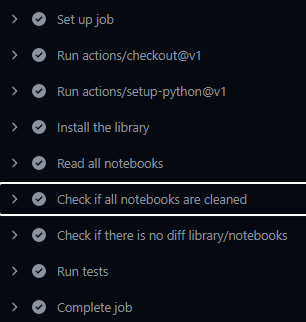 Set up job
Run actions/checkout@v1
Run actions/setup-python@v1
Install the library
Read all notebooks
Check if all notebooks are cleaned
Check if there is no diff library/notebooks
Run tests
Complete job